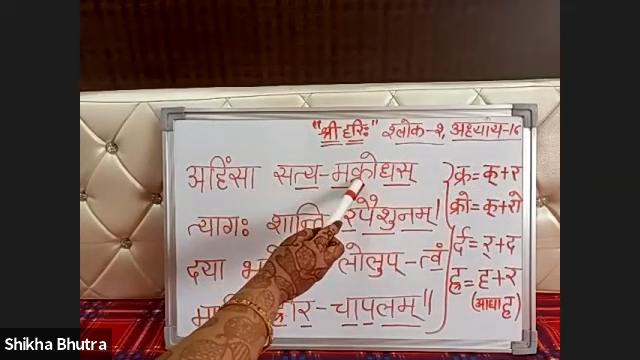 "श्री हरिः" श्लोक-२, अध्याय-१६
अहिंसा सत्य-मक्रोधस्
त्यागः शान्ति र्पैशुनम्।
दया लोलुप्-त्वं
र-चापलम्॥
क्र=क्+र
क्रो=क्+रो
र्द=र्+द
ह्र=ह+र
(आधा ह्)
Shikha Bhutra